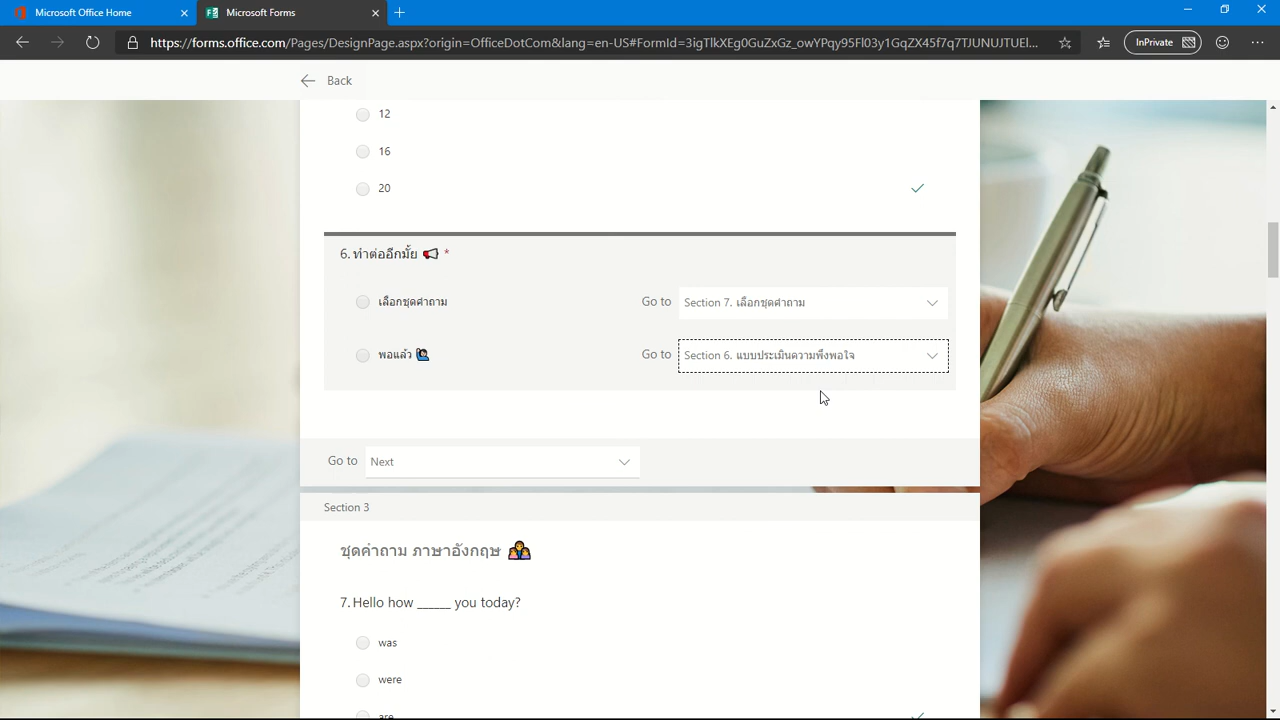 Microsoft Office Home
Microsoft Forms
https://forms.office.com/Pages/DesignPage.aspx?origin=OfficeDotCom&lang=en-US#FormId=3igTlkXEg0GuZxGz_owYPqy95Fl03y1GqZX45f7q7TJUNUJTUEl...
InPrivate
Back
12
16
20
6. ทำต่ออีกมั้ย 📢 *
เลือกชุดคำถาม Go to Section 7. เลือกชุดคำถาม
พอแล้ว 🙋 Go to Section 6. แบบประเมินความพึงพอใจ
Go to Next
Section 3
ชุดคำถาม ภาษาอังกฤษ
7. Hello how ______ you today?
was
were
are